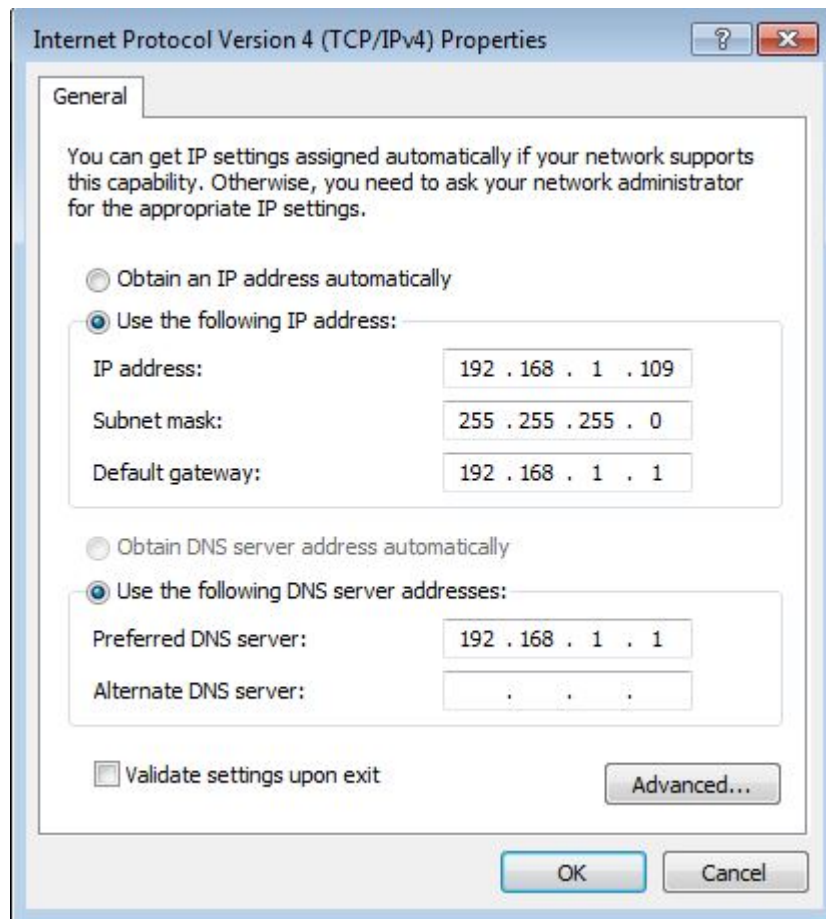 Internet Protocol Version 4 (TCP/IPv4) Properties
General
You can get IP settings assigned automatically if your network supports
this capability. Otherwise, you need to ask your network administrator
for the appropriate IP settings.
Obtain an IP address automatically
Use the following IP address:
IP address: 192 . 168 . 1 . 109
Subnet mask: 255 . 255 . 255 . 0
Default gateway: 192 . 168 . 1 . 1
Obtain DNS server address automatically
Use the following DNS server addresses:
Preferred DNS server: 192 . 168 . 1 . 1
Alternate DNS server: . . .
Validate settings upon exit
Advanced...
OK Cancel